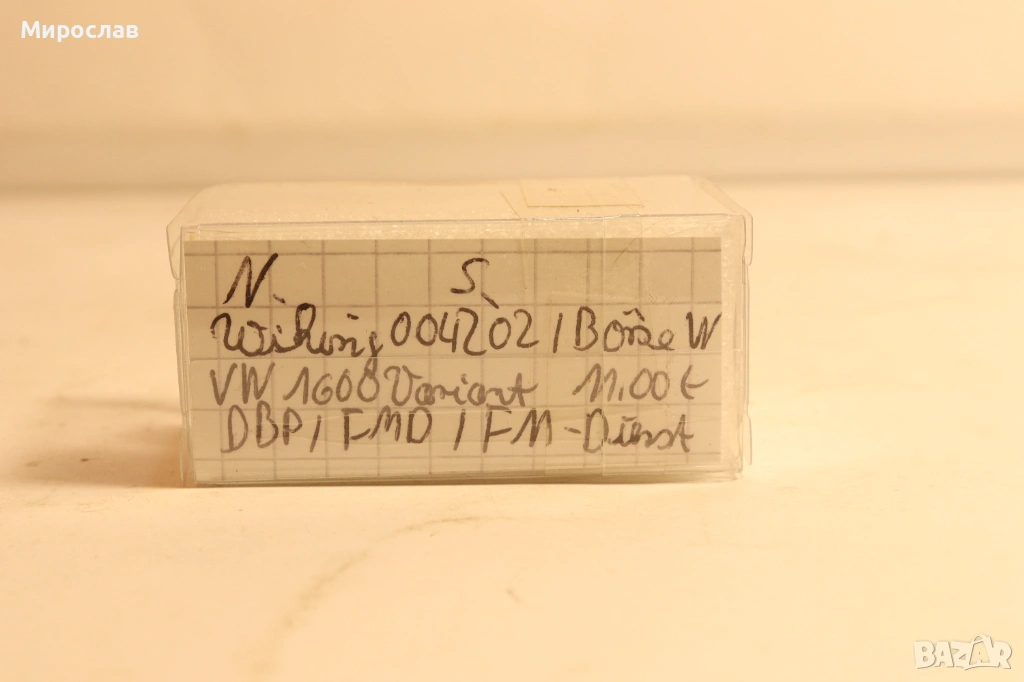 Мирослав
N. S.
Wiking 004202 / Börse W
VW 1600 Variant 11.00 €
DBP / FMD / FM-Dienst
BAZAR